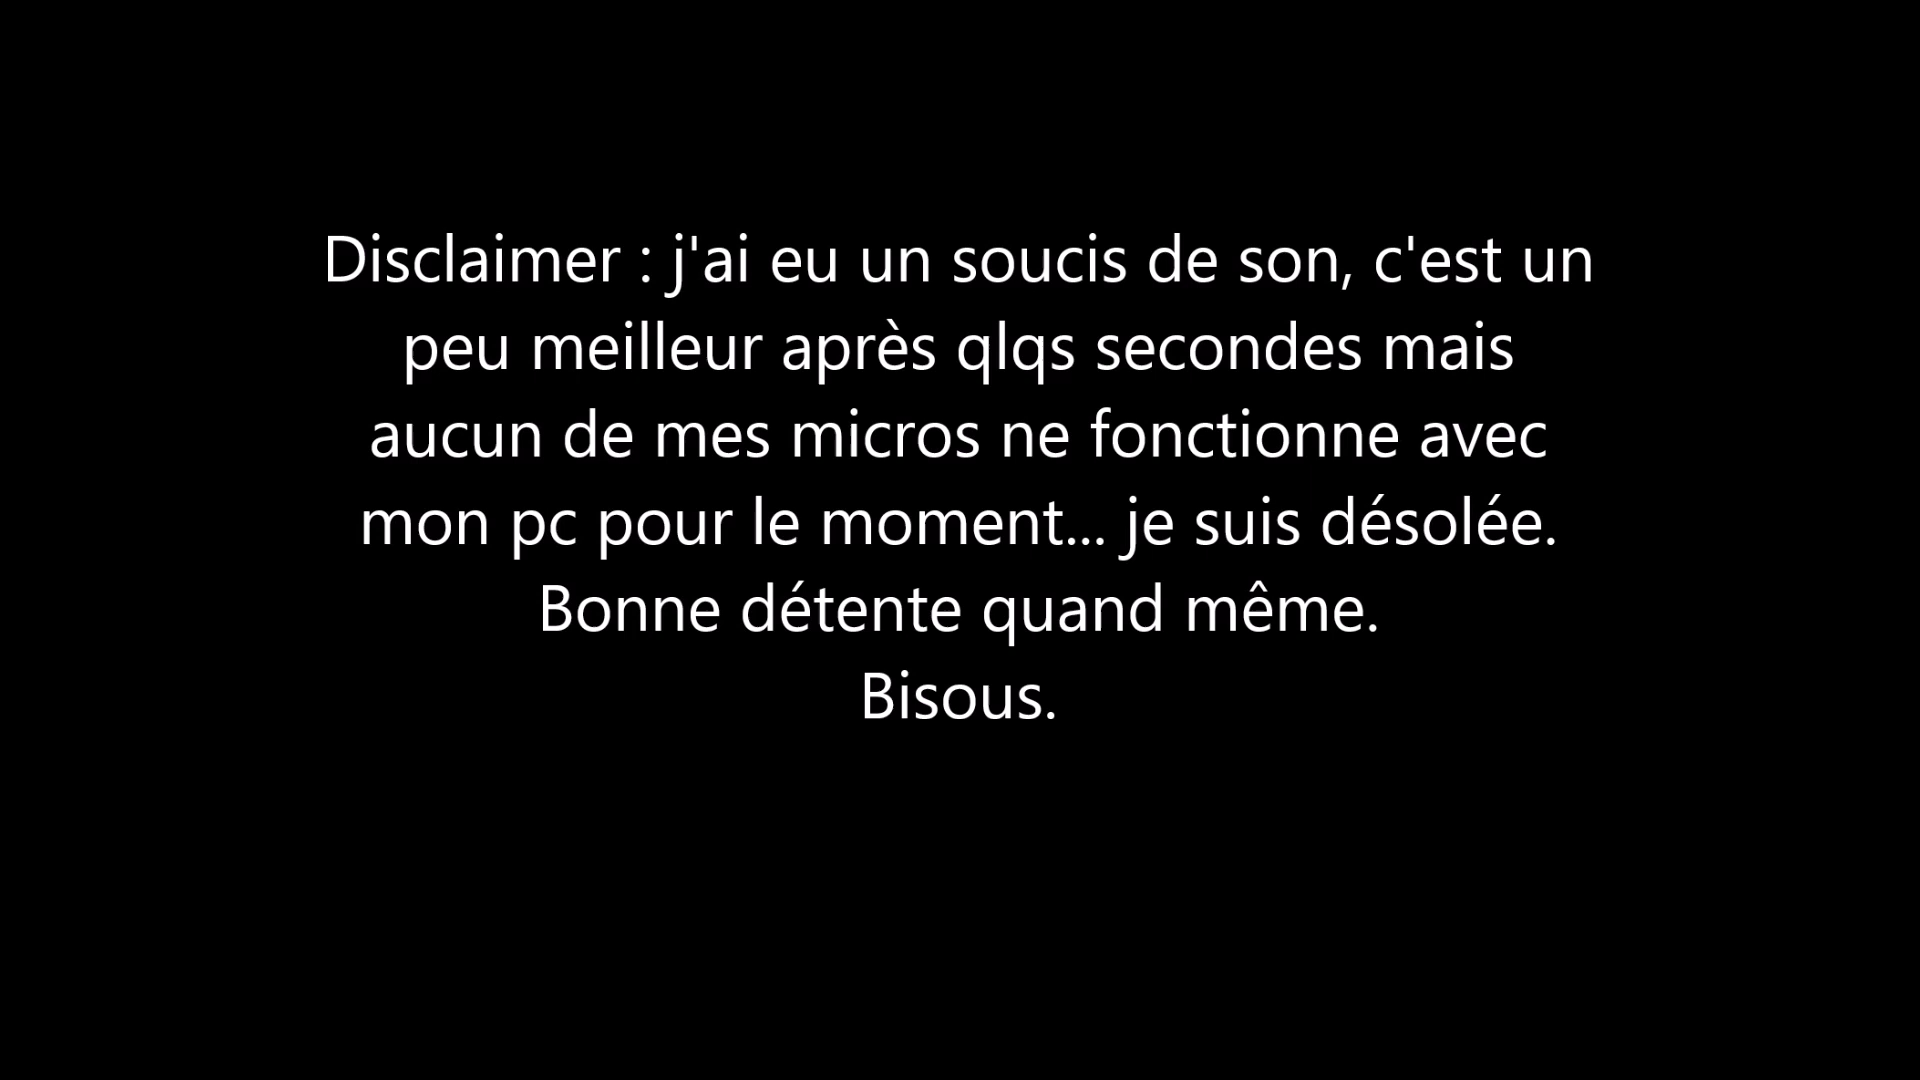 Disclaimer : j'ai eu un soucis de son, c'est un
peu meilleur après qlqs secondes mais
aucun de mes micros ne fonctionne avec
mon pc pour le moment... je suis désolée.
Bonne détente quand même.
Bisous.